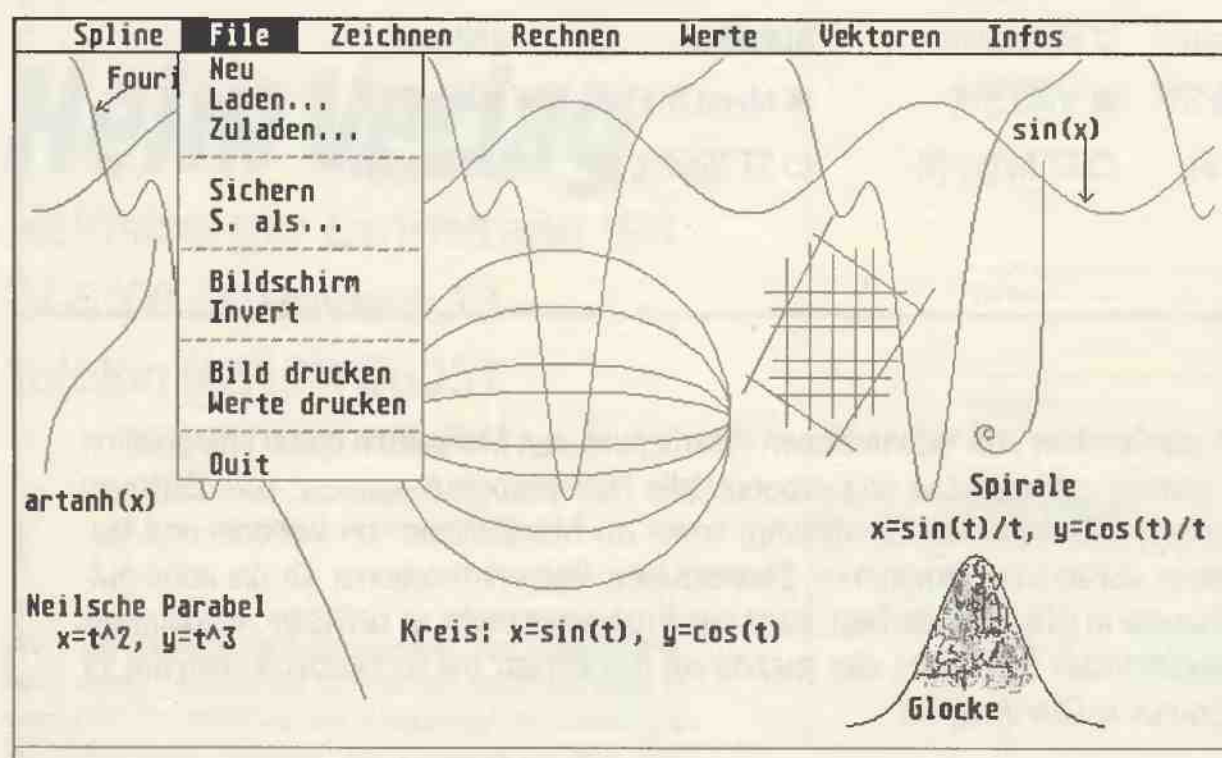 Spline File Zeichnen Rechnen Werte Vektoren Infos
Fouri
Neu
Laden...
Zuladen...
Sichern
S. als...
Bildschirm
Invert
Bild drucken
Werte drucken
Quit
sin(x)
artanh(x)
Spirale
x=sin(t)/t, y=cos(t)/t
Neilsche Parabel
x=t^2, y=t^3
Kreis: x=sin(t), y=cos(t)
Glocke